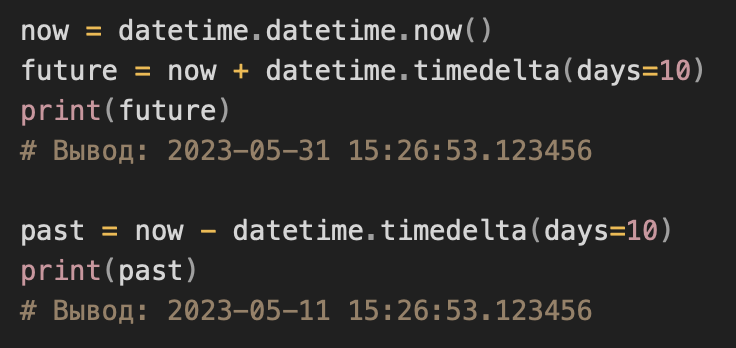 now = datetime.datetime.now()
future = now + datetime.timedelta(days=10)
print(future)
# Вывод: 2023-05-31 15:26:53.123456
past = now - datetime.timedelta(days=10)
print(past)
# Вывод: 2023-05-11 15:26:53.123456